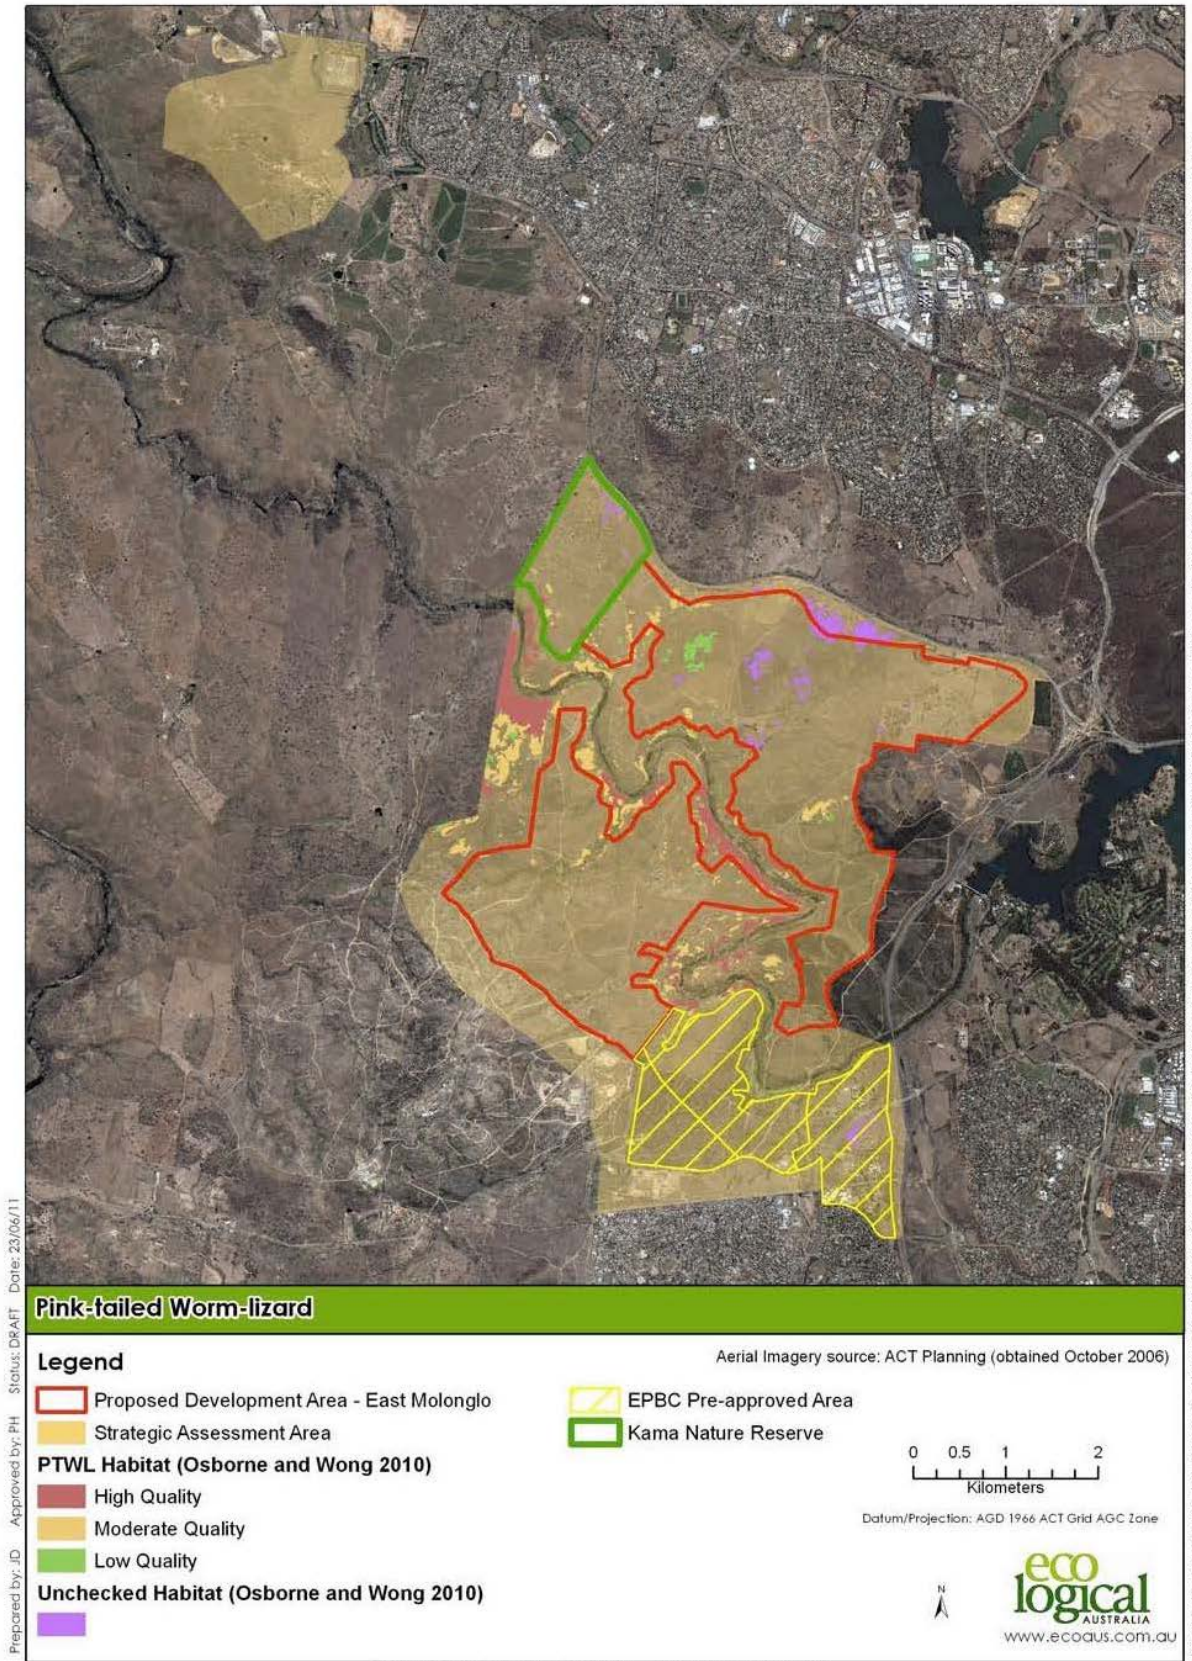 Pink-tailed Worm-lizard
Legend
Aerial Imagery source: ACT Planning (obtained October 2006)
Proposed Development Area - East Molonglo
Strategic Assessment Area
PTWL Habitat (Osborne and Wong 2010)
High Quality
Moderate Quality
Low Quality
Unchecked Habitat (Osborne and Wong 2010)
EPBC Pre-approved Area
Kama Nature Reserve
0 0.5 1 2
Kilometers
Datum/Projection: AGD 1966 ACT Grid AGC Zone
N
eco
logical
AUSTRALIA
www.ecoaus.com.au
Prepared by: JD Approved by: PH Status: DRAFT Date: 23/06/11